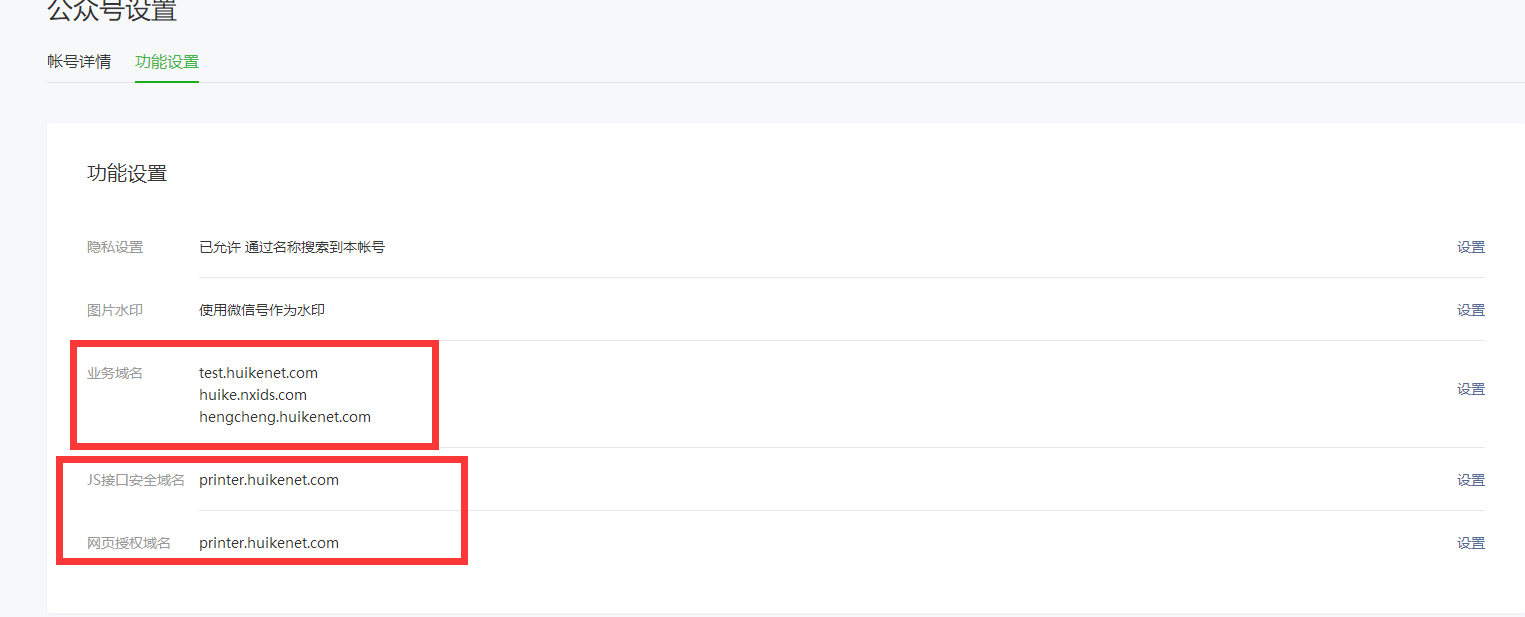 公众号设置
帐号详情 功能设置
功能设置
隐私设置 已允许 通过名称搜索到本帐号 设置
图片水印 使用微信号作为水印 设置
业务域名 test.huikenet.com
huike.nxids.com 设置
hengcheng.huikenet.com
JS接口安全域名 printer.huikenet.com 设置
网页授权域名 printer.huikenet.com 设置